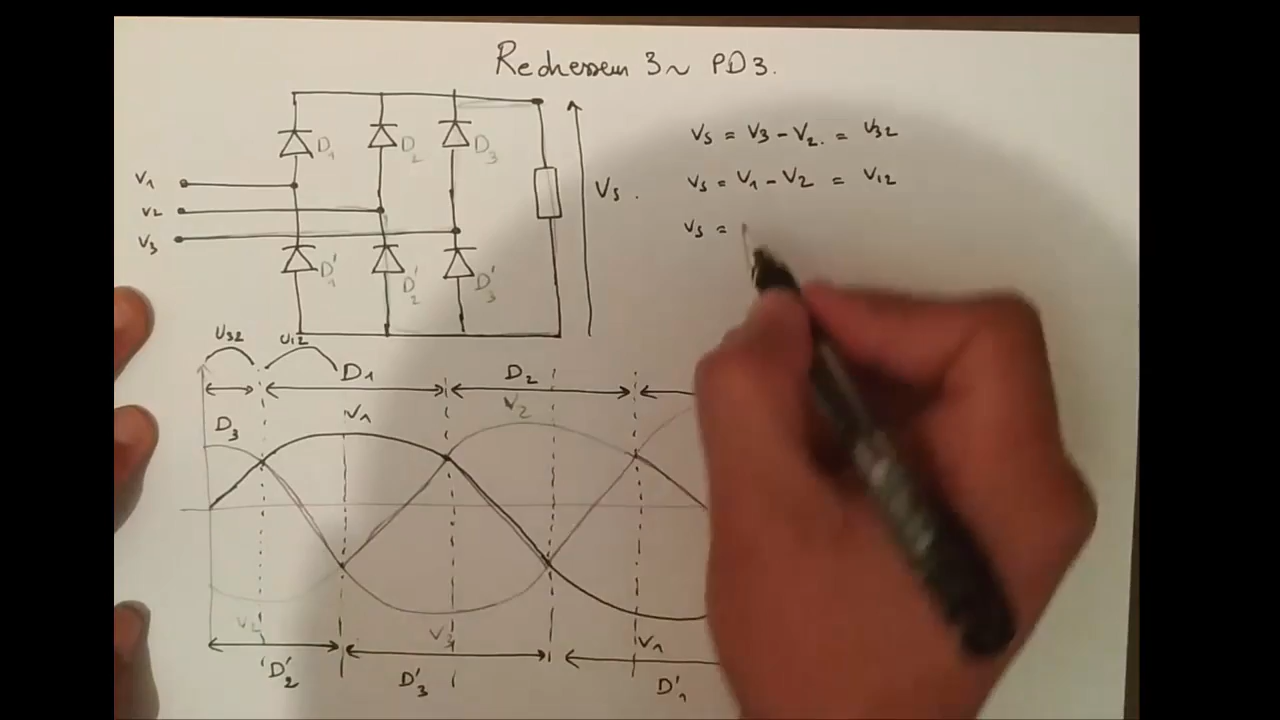 Redresseur 3~ PD3.
D1 D2 D3
V1
V2
V3
Vs.
D'1 D'2 D'3
Vs = V3 - V2. = U32
Vs = V1 - V2 = U12
Vs =
U32 U12
D1 D2
D3
V1 V2
V2 V3 V1
D'2 D'3 D'1